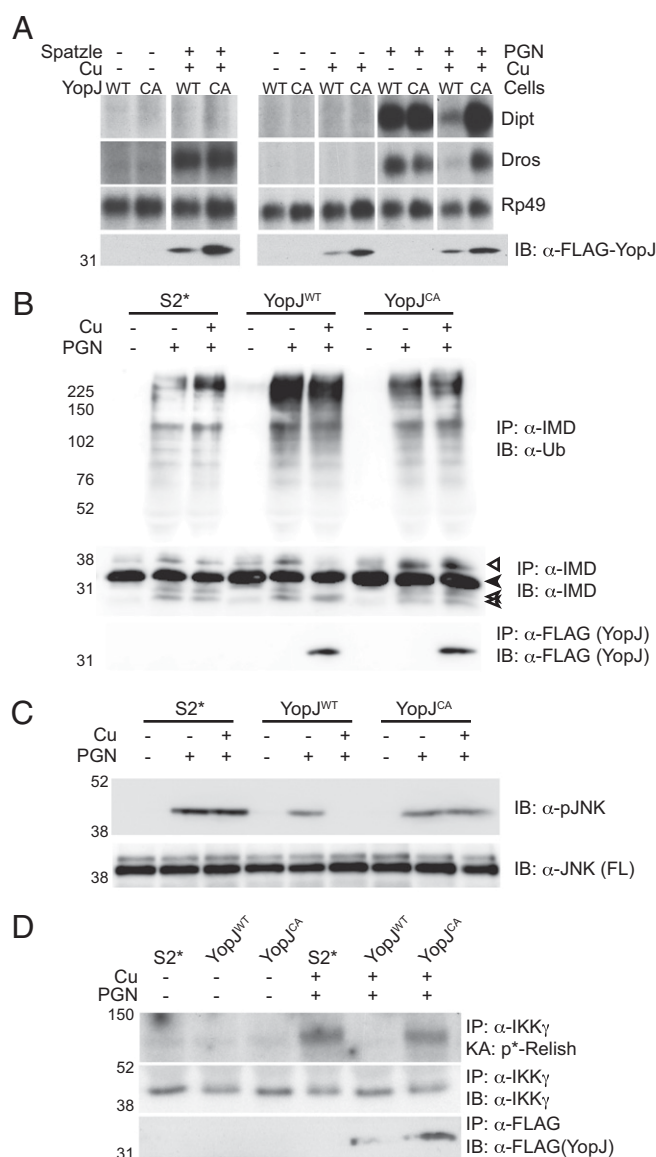 A
Spatzle - - + + PGN - - - - + + + +
Cu - - + + Cu - - + + - - + +
YopJ WT CA WT CA WT CA WT CA WT CA WT CA Cells
Dipt
Dros
Rp49
31 IB: α-FLAG-YopJ
B
S2* YopJWT YopJCA
Cu - - + - - + - - +
PGN - + + - + + - + +
225
150
102
76
52
IP: α-IMD
IB: α-Ub
38
31
IP: α-IMD
IB: α-IMD
31
IP: α-FLAG (YopJ)
IB: α-FLAG (YopJ)
C
S2* YopJWT YopJCA
Cu - - + - - + - - +
PGN - + + - + + - + +
52
38
IB: α-pJNK
38 IB: α-JNK (FL)
D
S2* YopJWT YopJCA S2* YopJWT YopJCA
Cu - - - + + +
PGN - - - + + +
150
IP: α-IKKγ
KA: p*-Relish
52
38
IP: α-IKKγ
IB: α-IKKγ
31
IP: α-FLAG
IB: α-FLAG(YopJ)